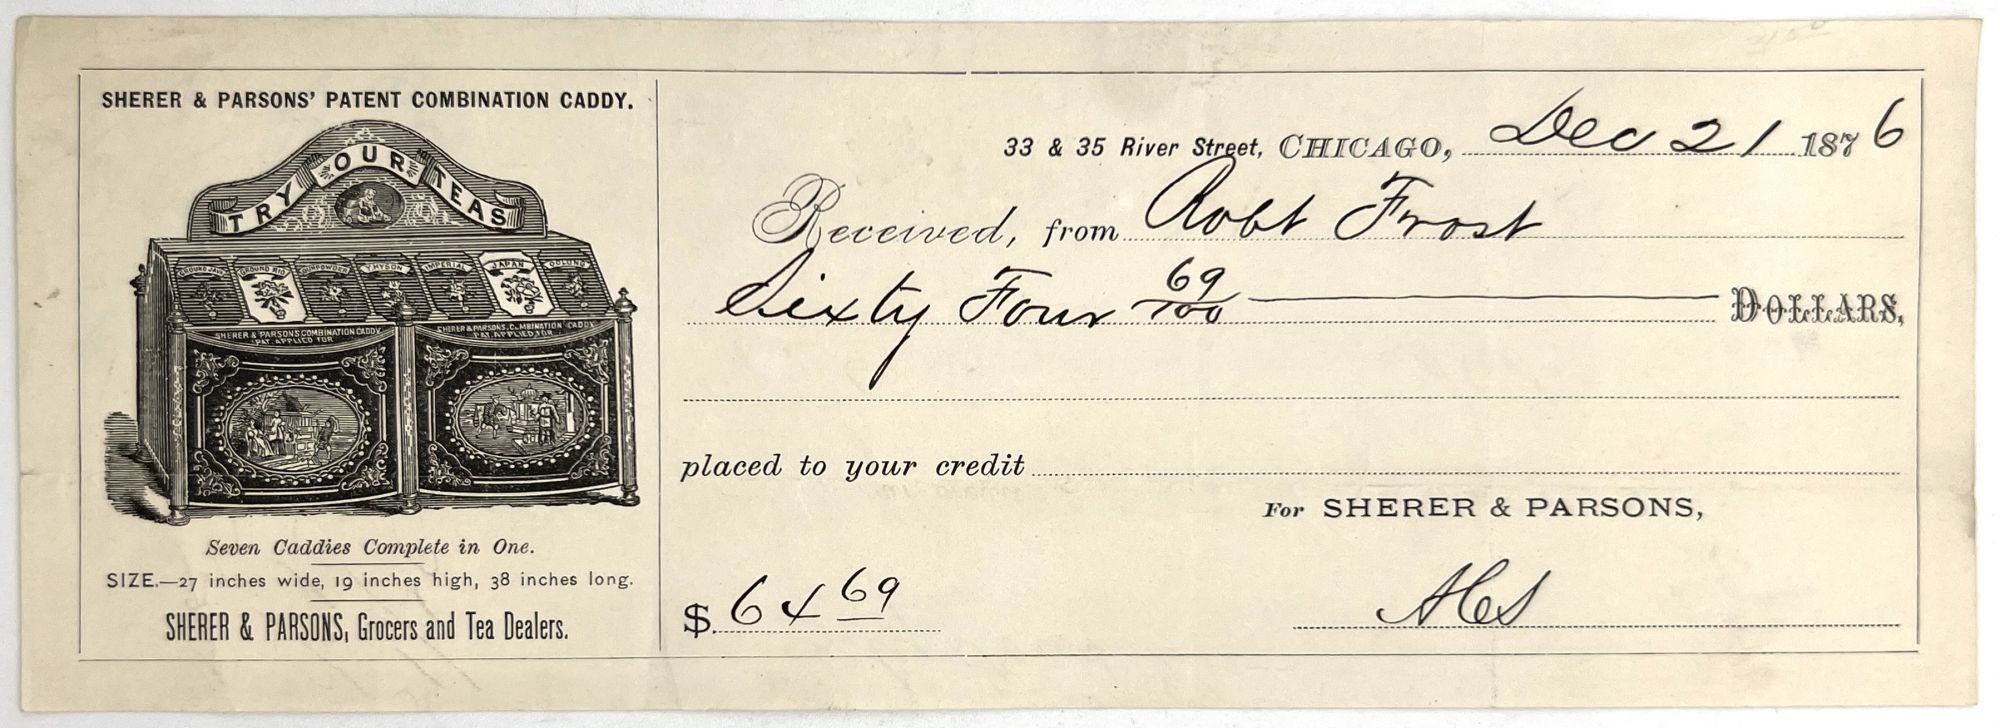 SHERER & PARSONS' PATENT COMBINATION CADDY.
TRY OUR TEAS
GROUND JAVA GROUND RIO GUNPOWDER Y.HYSON IMPERIAL JAPAN OOLONG
SHERER & PARSONS.COMBINATION CADDY
PAT. APPLIED FOR
SHERER & PARSONS. COMBINATION CADDY
PAT. APPLIED FOR
Seven Caddies Complete in One.
SIZE.—27 inches wide, 19 inches high, 38 inches long.
SHERER & PARSONS, Grocers and Tea Dealers.
33 & 35 River Street, CHICAGO, Dec 21 1876
Received, from Robt Frost
Sixty Four 69/100 DOLLARS,
placed to your credit
For SHERER & PARSONS,
$. 64 69